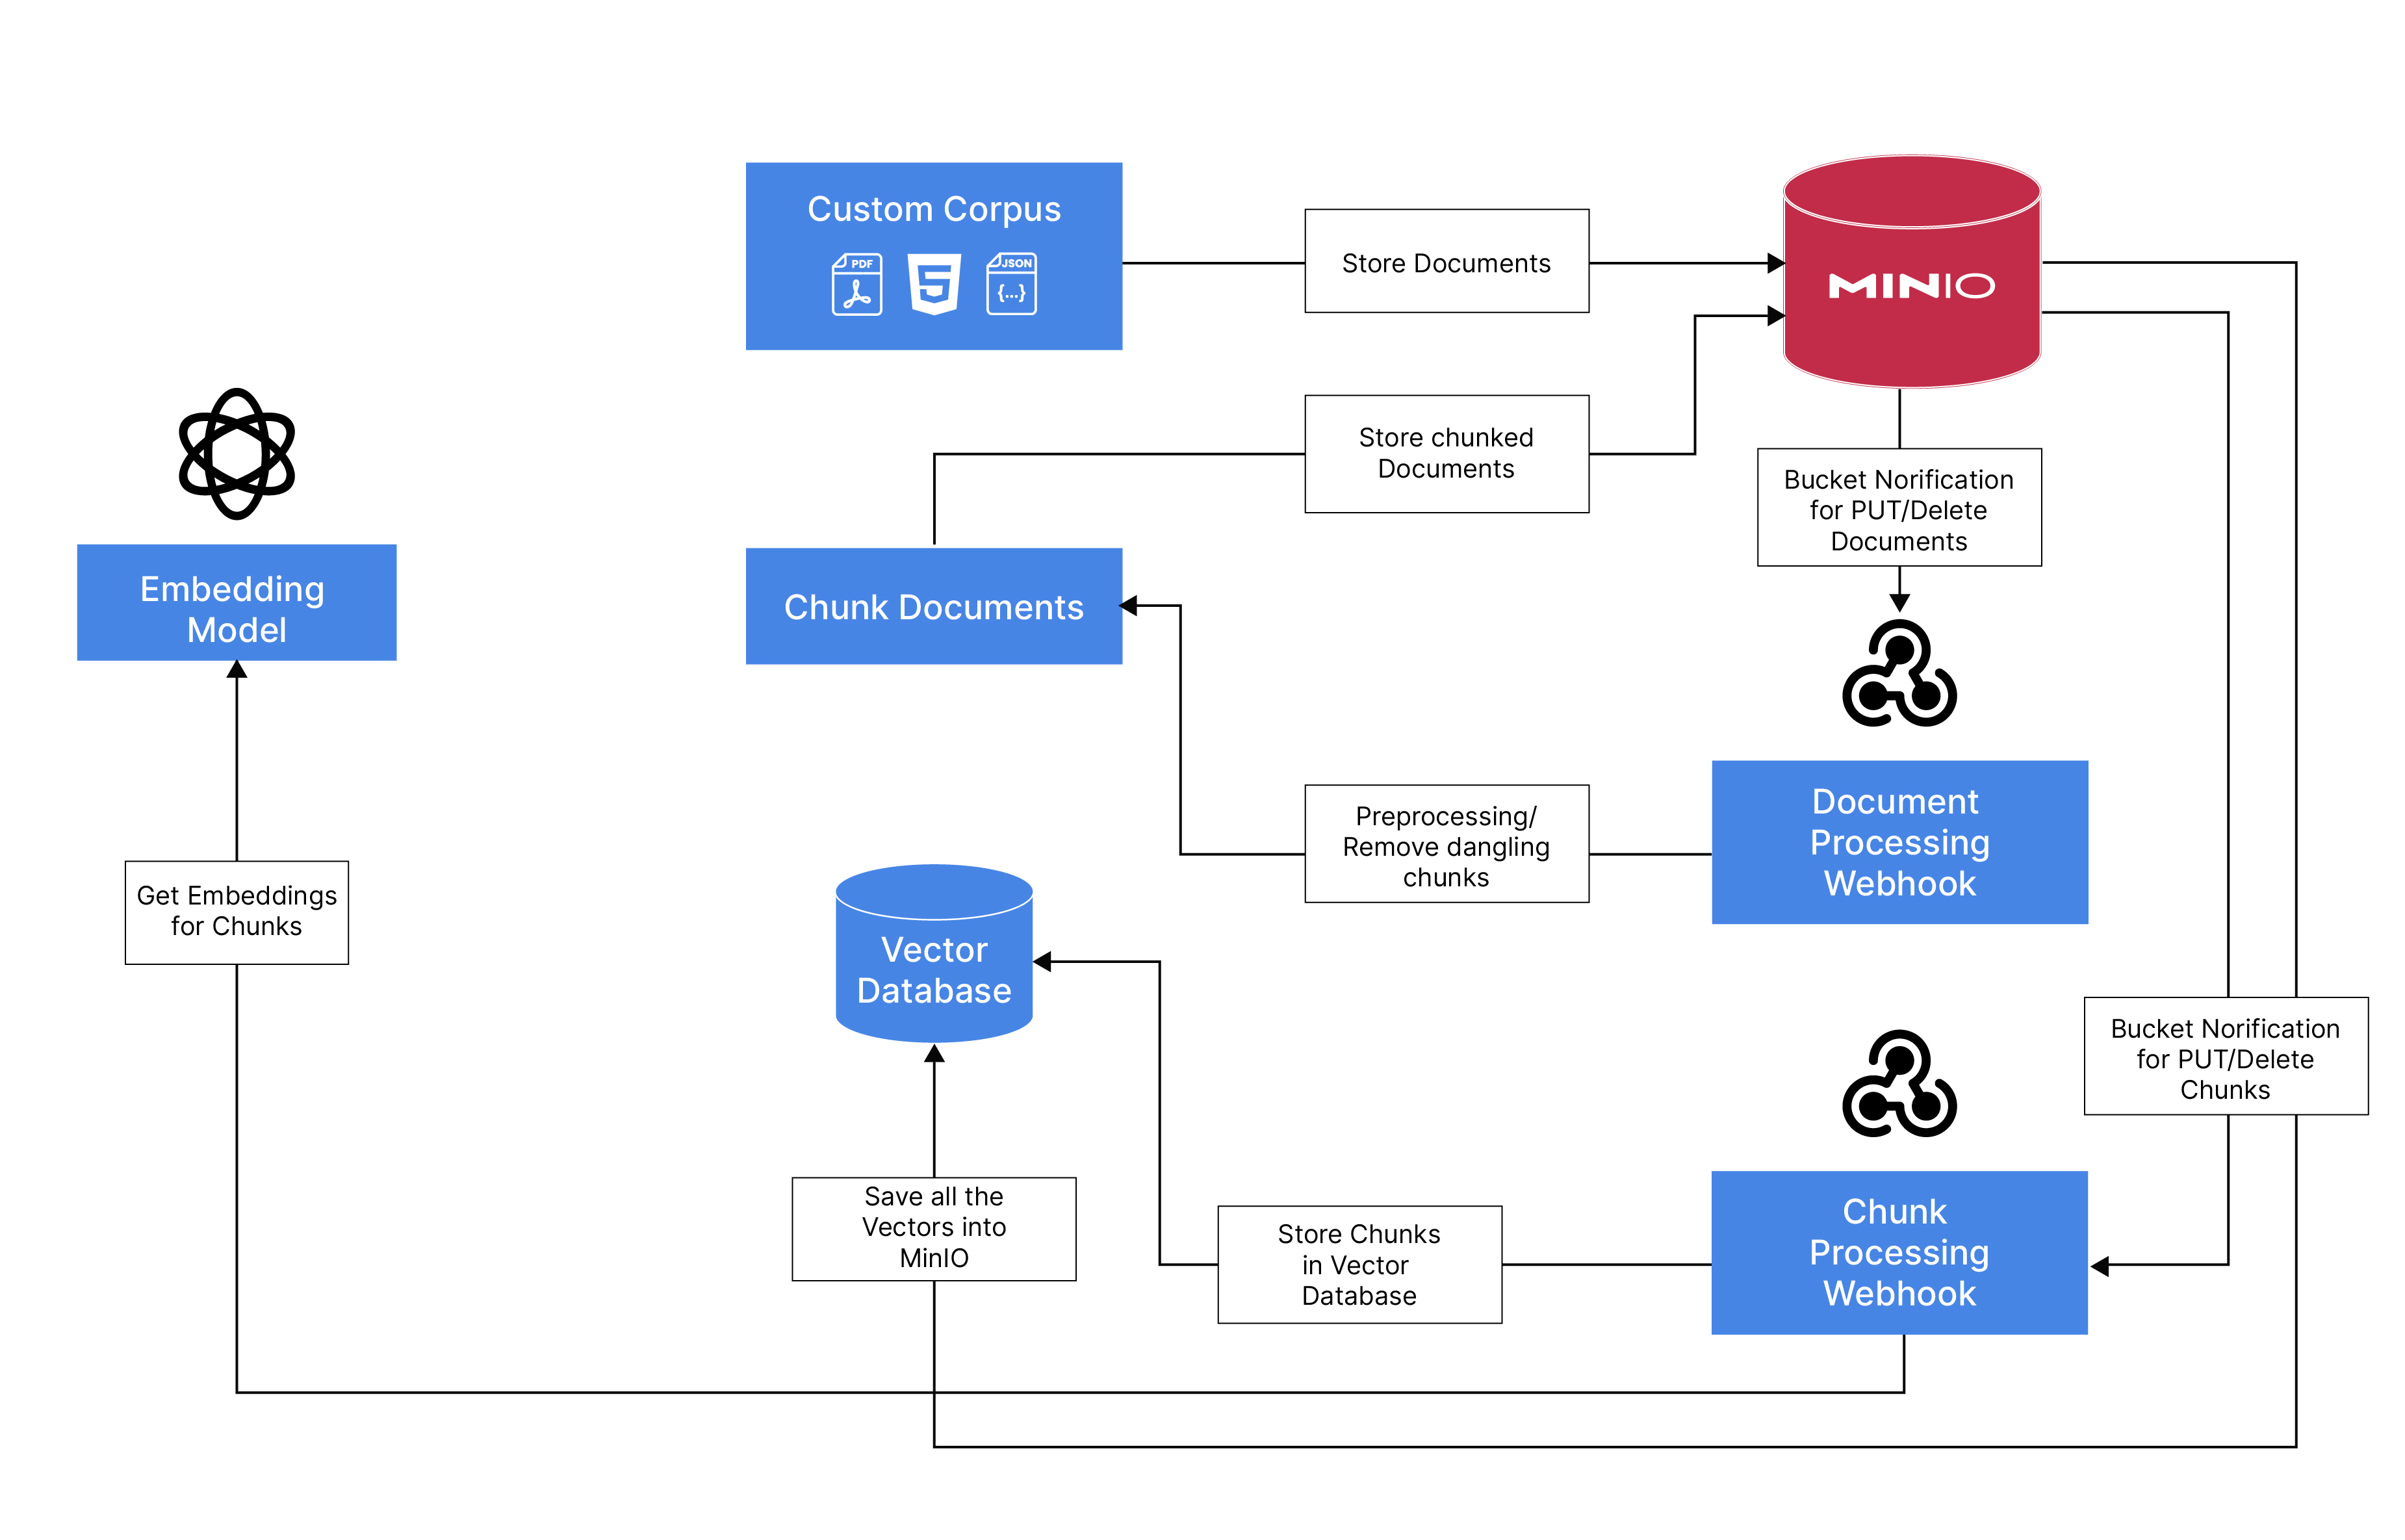 Custom Corpus
PDF
JSON
{...}
Store Documents
MINIO
Store chunked
Documents
Bucket Norification
for PUT/Delete
Documents
Embedding
Model
Chunk Documents
Document
Processing
Webhook
Preprocessing/
Remove dangling
chunks
Get Embeddings
for Chunks
Vector
Database
Bucket Norification
for PUT/Delete
Chunks
Save all the
Vectors into
MinIO
Store Chunks
in Vector
Database
Chunk
Processing
Webhook